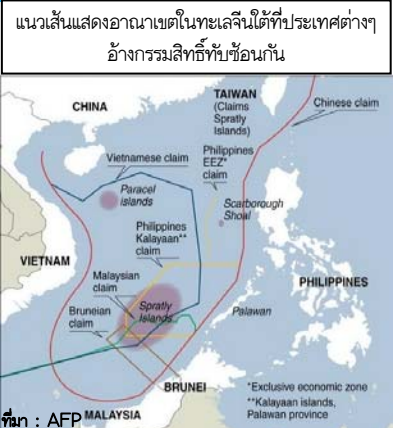 แนวเส้นแสดงอาณาเขตในทะเลจีนใต้ที่ประเทศต่างๆ
อ้างกรรมสิทธิ์ทับซ้อนกัน
CHINA
TAIWAN
(Claims
Spratly
Islands)
Chinese claim
Vietnamese claim
Philippines
EEZ*
claim
Paracel
islands
Scarborough
Shoal
Philippines
Kalayaan**
claim
VIETNAM
Malaysian
claim
PHILIPPINES
Bruneian
claim
Spratly
Islands
Palawan
BRUNEI
*Exclusive economic zone
**Kalayaan islands,
Palawan province
ที่มา : AFP
MALAYSIA